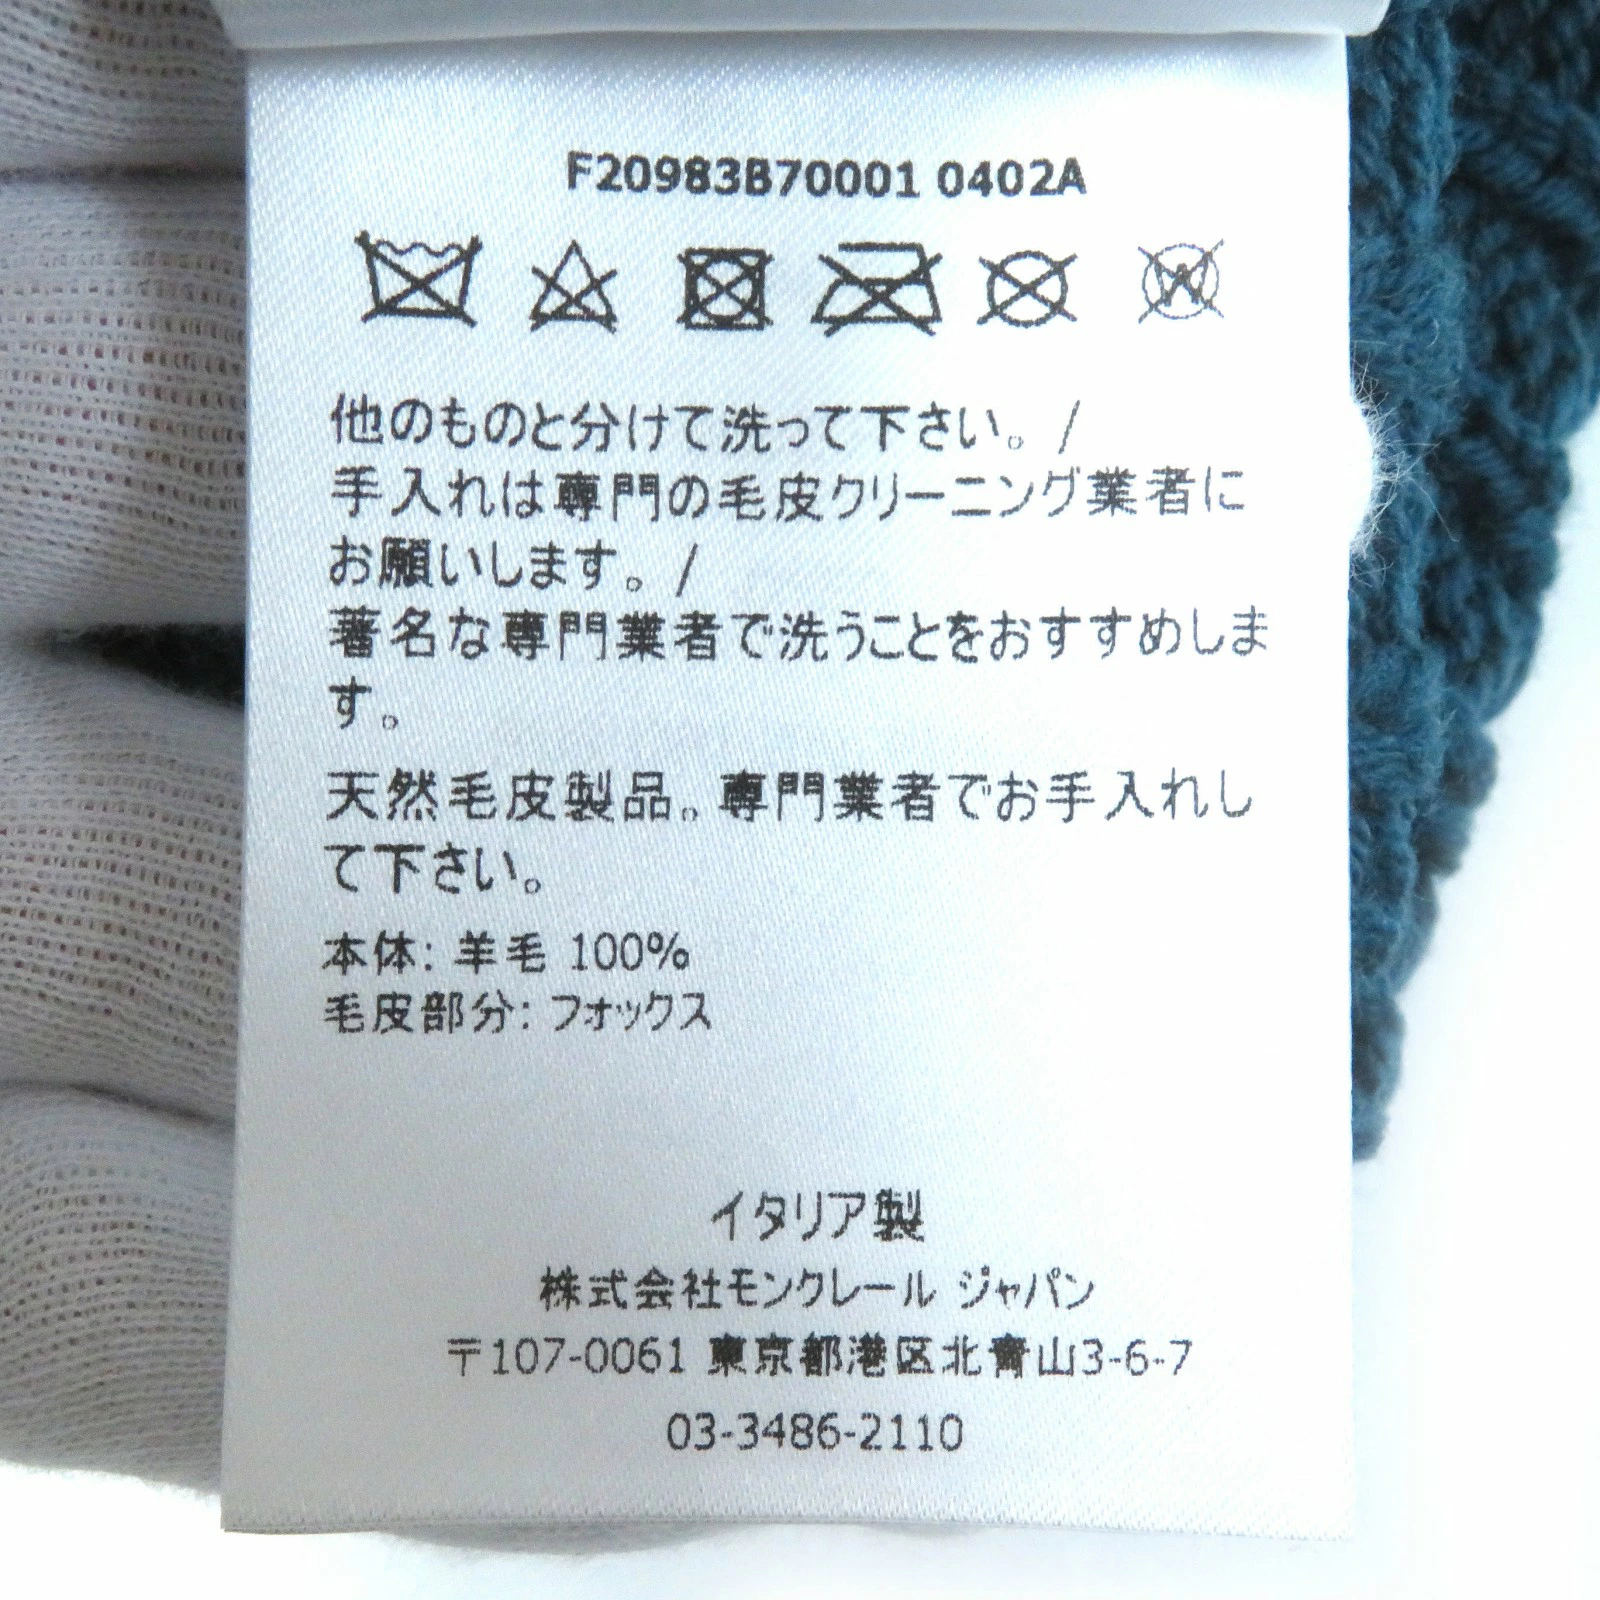 F20983B70001 0402A
W
他のものと分けて洗って下さい。/
手入れは専門の毛皮クリーニング業者に
お願いします。/
著名な専門業者で洗うことをおすすめしま
す。
天然毛皮製品。専門業者でお手入れし
て下さい。
本体: 羊毛 100%
毛皮部分: フォックス
イタリア製
株式会社モンクレール ジャパン
〒107-0061 東京都港区北青山3-6-7
03-3486-2110